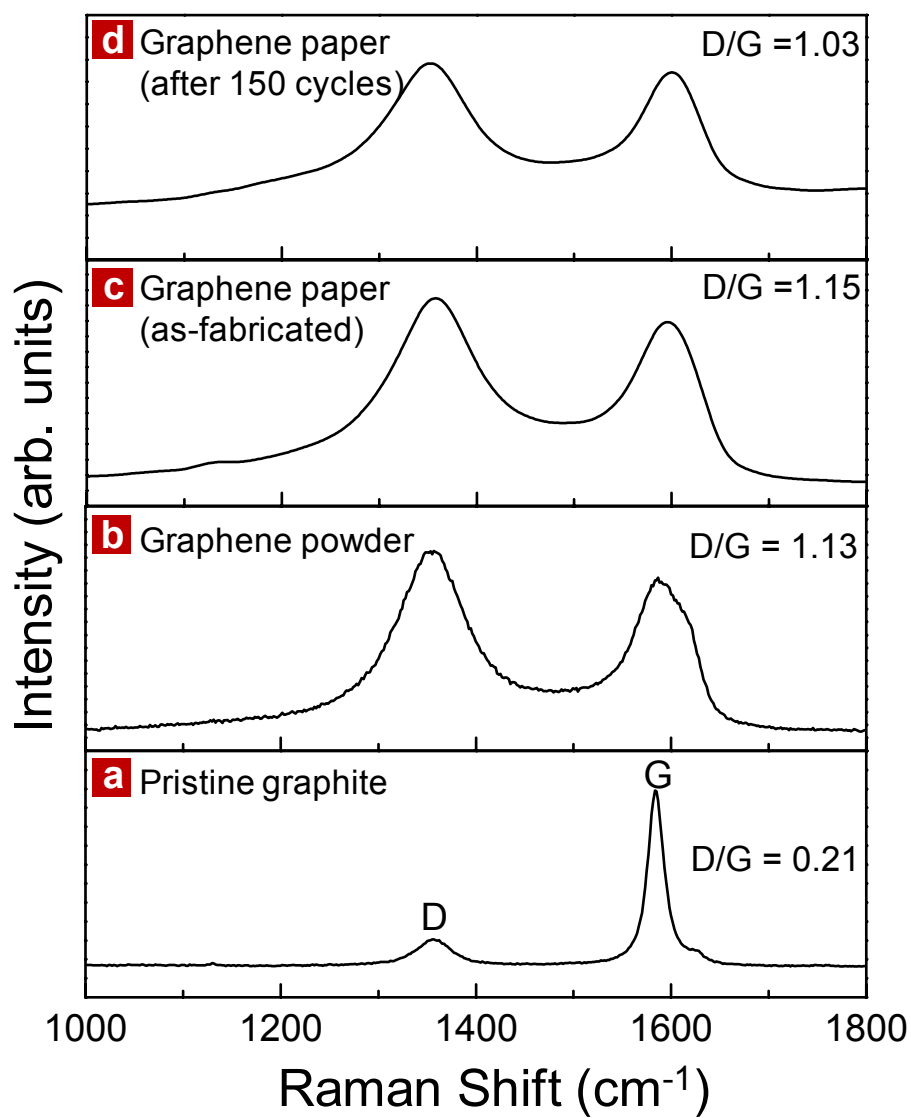 d Graphene paper D/G =1.03
(after 150 cycles)
c Graphene paper D/G =1.15
(as-fabricated)
b Graphene powder D/G = 1.13
a Pristine graphite G
D/G = 0.21
D
Intensity (arb. units)
1000 1200 1400 1600 1800
Raman Shift (cm⁻¹)